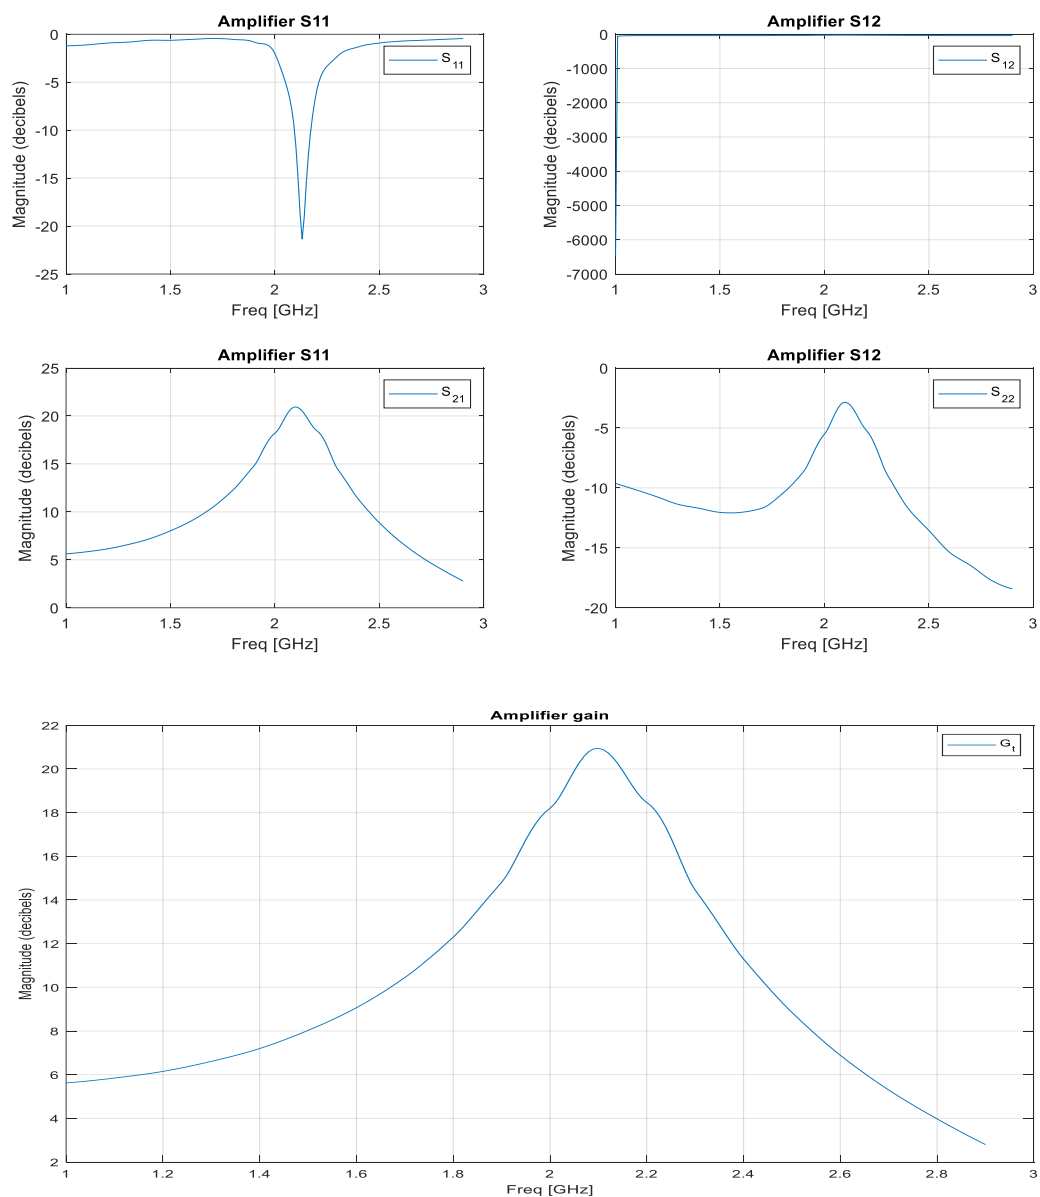 Amplifier S11
Magnitude (decibels)
0
-5
-10
-15
-20
-25
S11
1 1.5 2 2.5 3
Freq [GHz]
Amplifier S12
Magnitude (decibels)
0
-1000
-2000
-3000
-4000
-5000
-6000
-7000
S12
1 1.5 2 2.5 3
Freq [GHz]
Amplifier S11
Magnitude (decibels)
25
20
15
10
5
0
S21
1 1.5 2 2.5 3
Freq [GHz]
Amplifier S12
Magnitude (decibels)
0
-5
-10
-15
-20
S22
1 1.5 2 2.5 3
Freq [GHz]
Amplifier gain
Magnitude (decibels)
22
20
18
16
14
12
10
8
6
4
2
Gt
1 1.2 1.4 1.6 1.8 2 2.2 2.4 2.6 2.8 3
Freq [GHz]